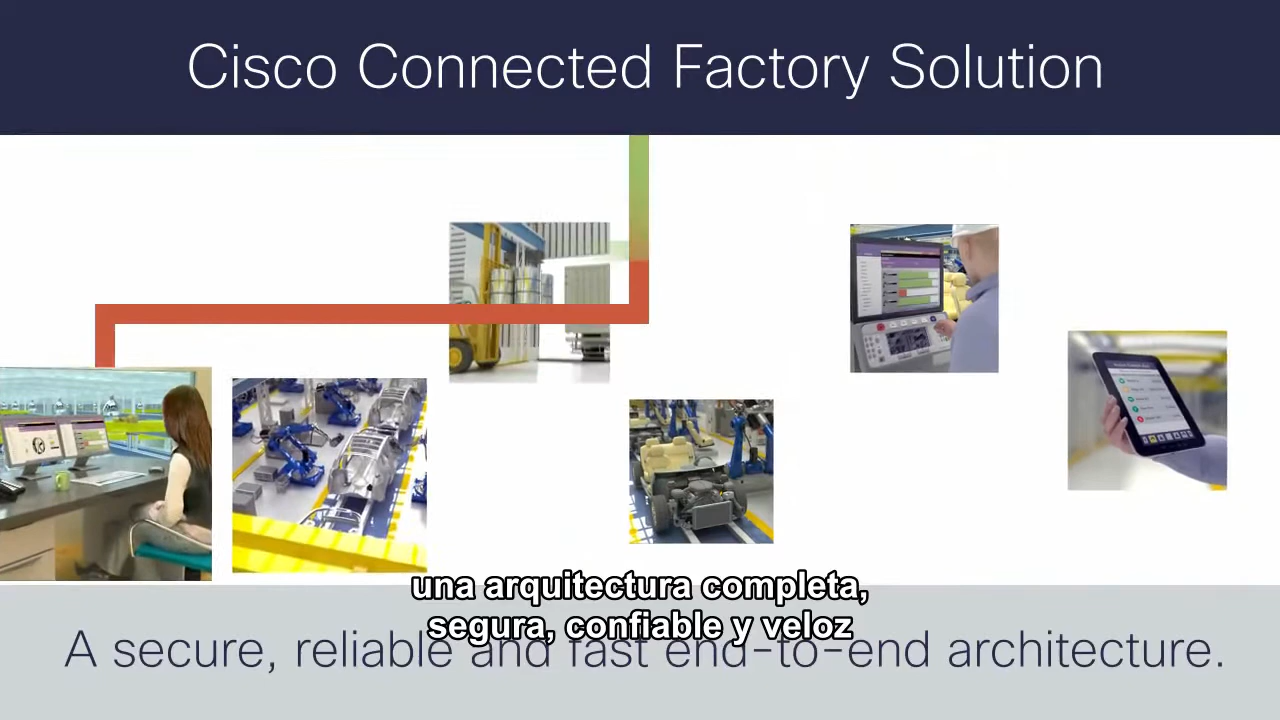 Cisco Connected Factory Solution
una arquitectura completa,
segura, confiable y veloz
A secure, reliable and fast end-to-end architecture.